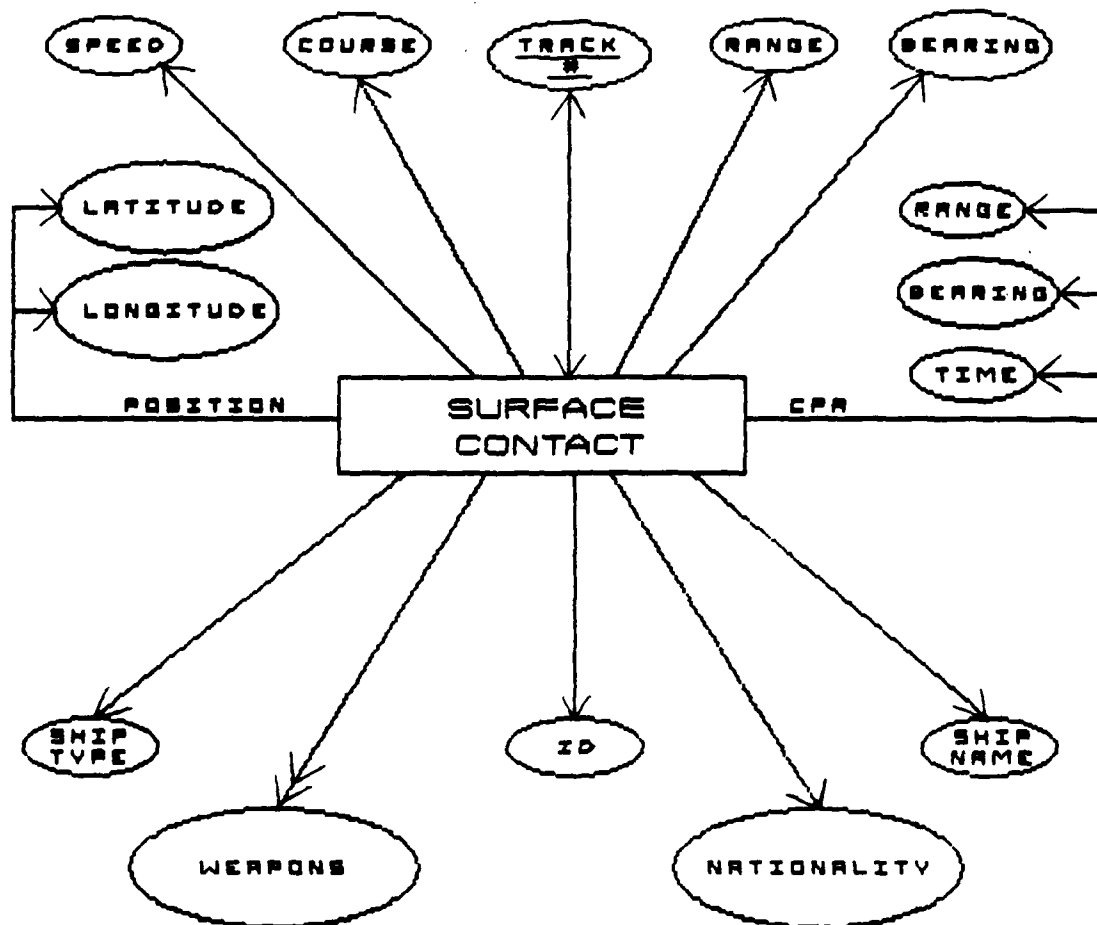 SPEED
COURSE
TRACK
#
RANGE
BEARING
LATITUDE
RANGE
LONGITUDE
BEARING
TIME
POSITION
SURFACE
CONTACT
CPA
SHIP
TYPE
ID
SHIP
NAME
WEAPONS
NATIONALITY